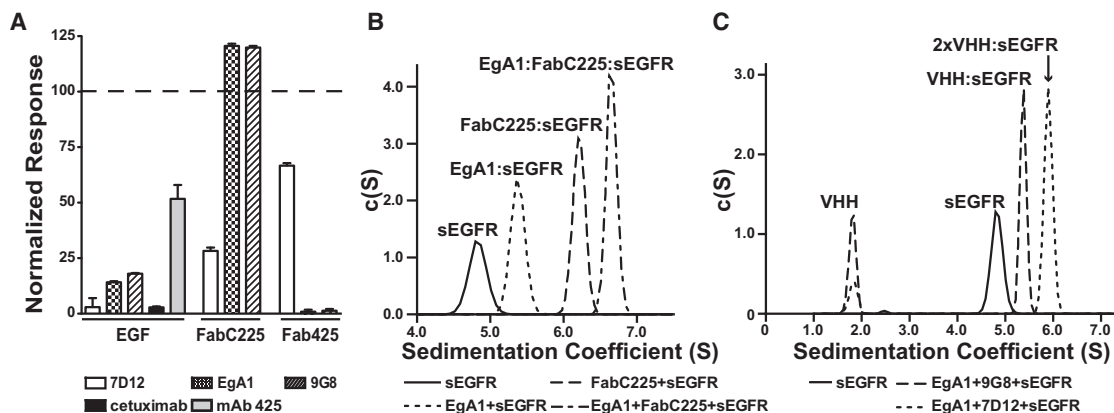 A
Normalized Response
125
100
75
50
25
0
EGF
FabC225
Fab425
7D12
EgA1
9G8
cetuximab
mAb 425
B
c(S)
4.0
3.0
2.0
1.0
0.0
EgA1:FabC225:sEGFR
FabC225:sEGFR
EgA1:sEGFR
sEGFR
4.0 5.0 6.0 7.0
Sedimentation Coefficient (S)
sEGFR
FabC225+sEGFR
EgA1+sEGFR
EgA1+FabC225+sEGFR
C
c(S)
3.0
2.0
1.0
.0
2xVHH:sEGFR
VHH:sEGFR
VHH
sEGFR
0 1.0 2.0 3.0 4.0 5.0 6.0 7.0
Sedimentation Coefficient (S)
sEGFR
EgA1+9G8+sEGFR
EgA1+7D12+sEGFR